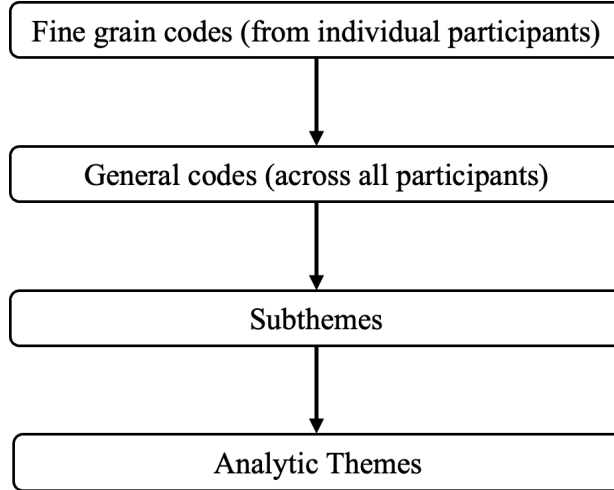 Fine grain codes (from individual participants)
General codes (across all participants)
Subthemes
Analytic Themes